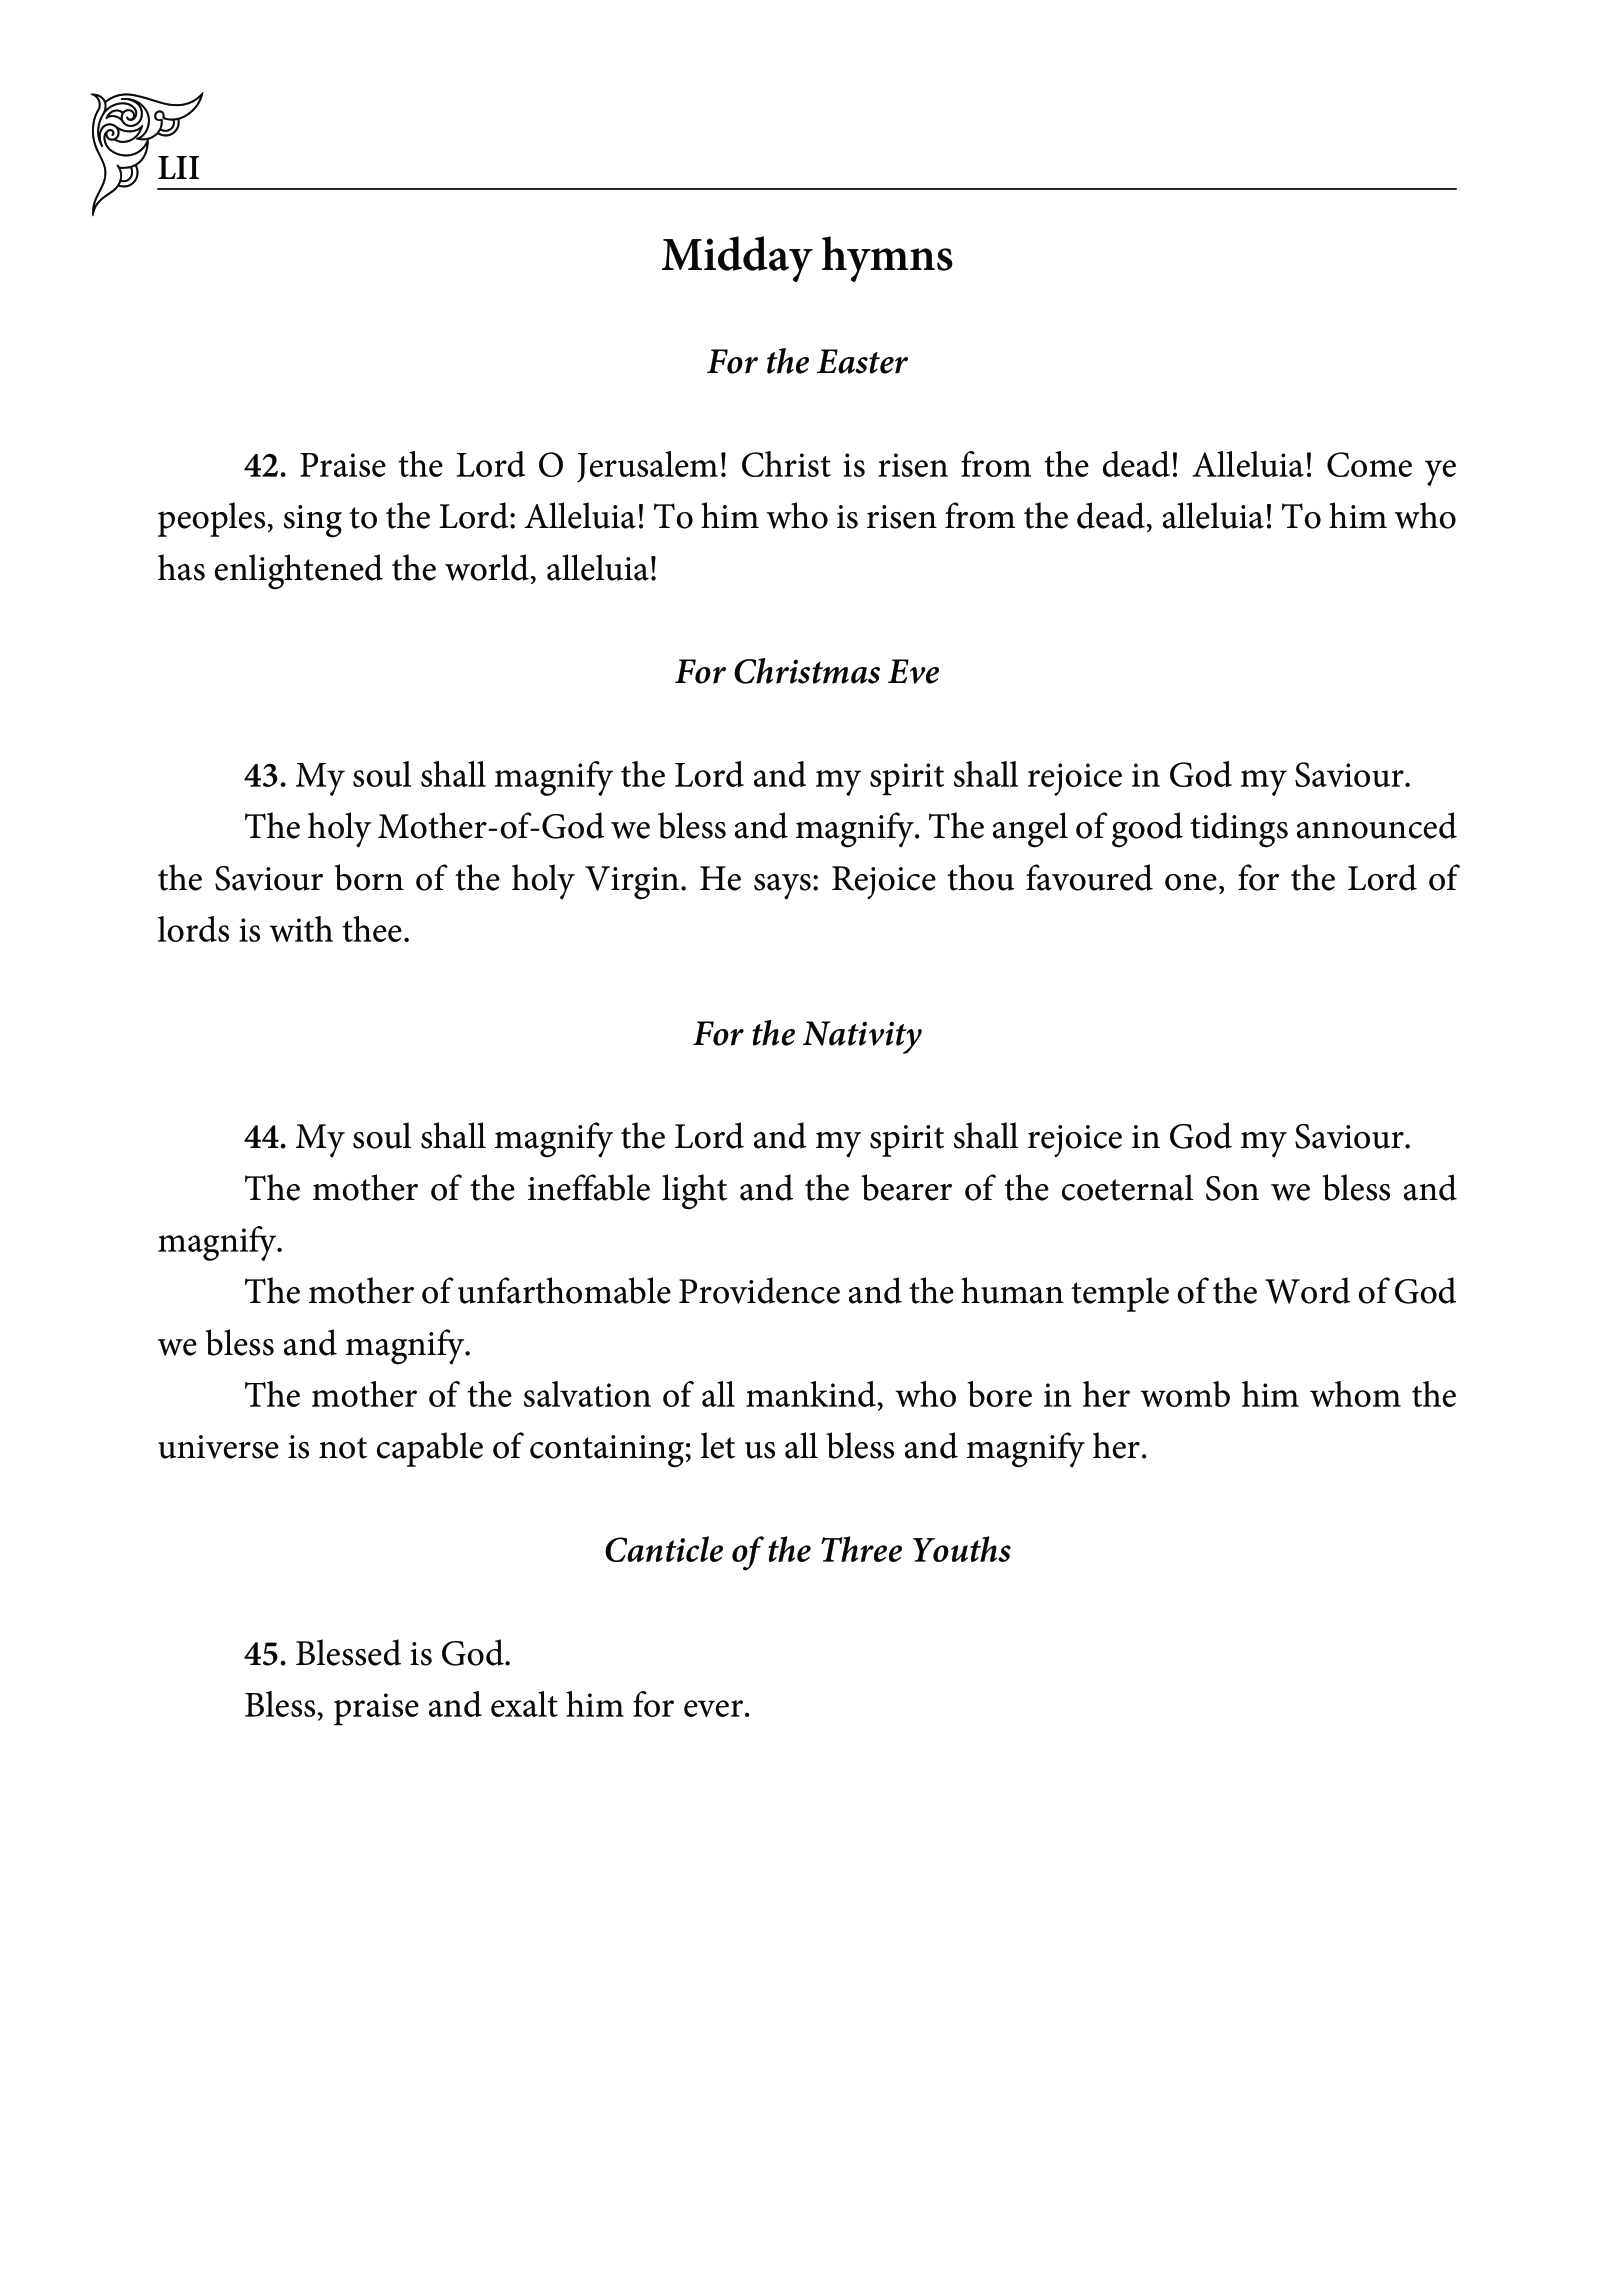 LII
Midday hymns
For the Easter
42. Praise the Lord O Jerusalem! Christ is risen from the dead! Alleluia! Come ye
peoples, sing to the Lord: Alleluia! To him who is risen from the dead, alleluia! To him who
has enlightened the world, alleluia!
For Christmas Eve
43. My soul shall magnify the Lord and my spirit shall rejoice in God my Saviour.
The holy Mother-of-God we bless and magnify. The angel of good tidings announced
the Saviour born of the holy Virgin. He says: Rejoice thou favoured one, for the Lord of
lords is with thee.
For the Nativity
44. My soul shall magnify the Lord and my spirit shall rejoice in God my Saviour.
The mother of the ineffable light and the bearer of the coeternal Son we bless and
magnify.
The mother of unfarthomable Providence and the human temple of the Word of God
we bless and magnify.
The mother of the salvation of all mankind, who bore in her womb him whom the
universe is not capable of containing; let us all bless and magnify her.
Canticle of the Three Youths
45. Blessed is God.
Bless, praise and exalt him for ever.